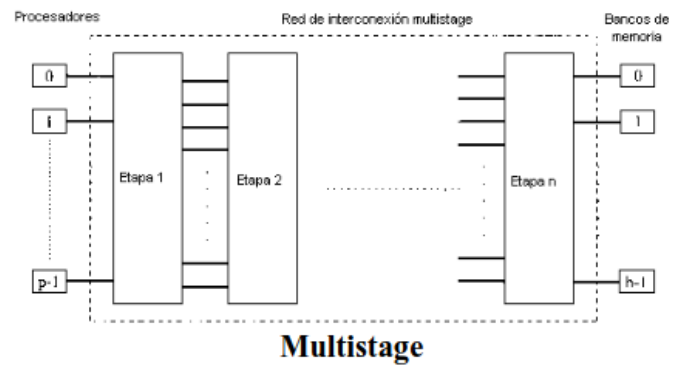 Procesadores
Red de interconexión multistage
Bancos de
memoria
0
0
i
1
Etapa 1
Etapa 2
Etapa n
p-1
h-1
Multistage